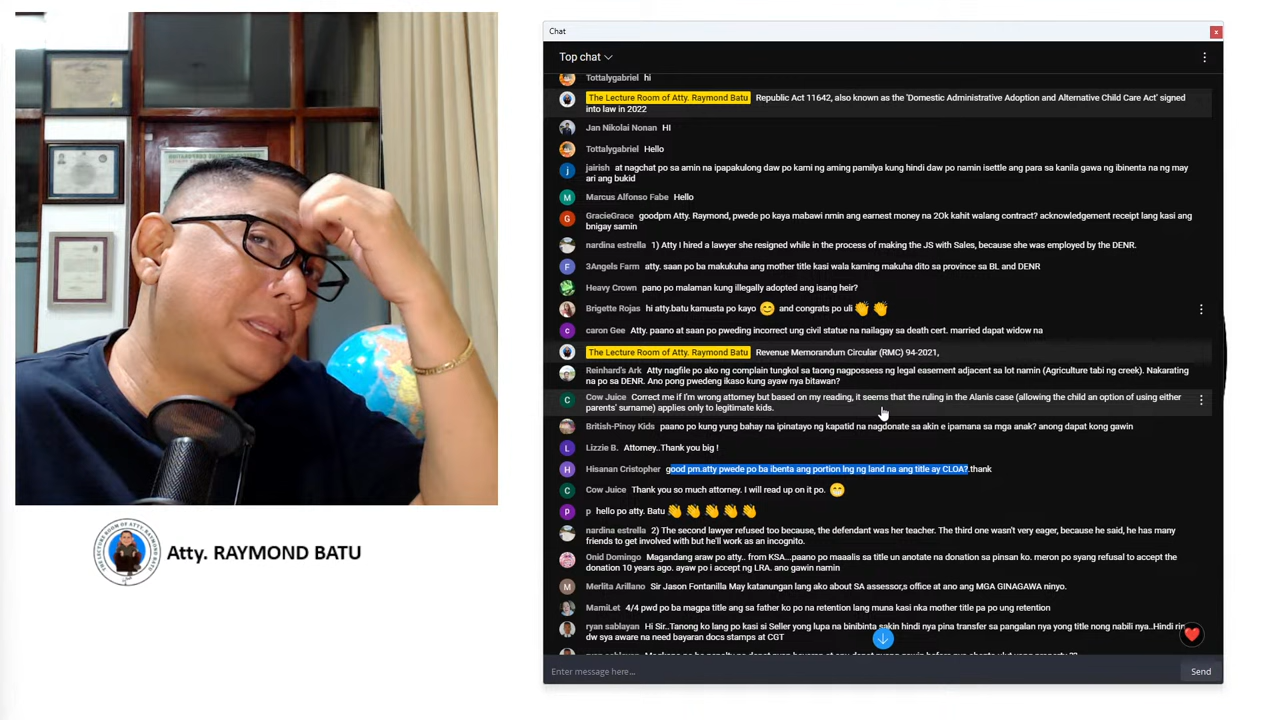 Atty. RAYMOND BATU
Chat
x
Top chat
Tottalygabriel hi
The Lecture Room of Atty. Raymond Batu Republic Act 11642, also known as the 'Domestic Administrative Adoption and Alternative Child Care Act' signed
into law in 2022
Jan Nikolai Nonan HI
Tottalygabriel Hello
jairish at nagchat po sa amin na ipapakulong daw po kami ng aming pamilya kung hindi daw po namin isettle ang para sa kanila gawa ng ibinenta na ng may
ari ang bukid
Marcus Alfonso Fabe Hello
GracieGrace goodpm Atty. Raymond, pwede po kaya mabawi nmin ang earnest money na 2Ok kahit walang contract? acknowledgement receipt lang kasi ang
bnigay samin
nardina estrella 1) Atty I hired a lawyer she resigned while in the process of making the JS with Sales, because she was employed by the DENR.
3Angels Farm atty. saan po ba makukuha ang mother title kasi wala kaming makuha dito sa province sa BL and DENR
Heavy Crown pano po malaman kung illegally adopted ang isang heir?
Brigette Rojas hi atty.batu kamusta po kayo 😊 and congrats po uli 👏 👏
caron Gee Atty. paano at saan po pweding incorrect ung civil statue na nailagay sa death cert. married dapat widow na
The Lecture Room of Atty. Raymond Batu Revenue Memorandum Circular (RMC) 94-2021,
Reinhard's Ark Atty nagfile po ako ng complain tungkol sa taong nagpossess ng legal easement adjacent sa lot namin (Agriculture tabi ng creek). Nakarating
na po sa DENR. Ano pong pwedeng ikaso kung ayaw nya bitawan?
Cow Juice Correct me if I'm wrong attorney but based on my reading, it seems that the ruling in the Alanis case (allowing the child an option of using either
parents' surname) applies only to legitimate kids.
British-Pinoy Kids paano po kung yung bahay na ipinatayo ng kapatid na nagdonate sa akin e ipamana sa mga anak? anong dapat kong gawin
Lizzie B. Attorney..Thank you big !
Hisanan Cristopher good pm.atty pwede po ba ibenta ang portion lng ng land na ang title ay CLOA?.thank
Cow Juice Thank you so much attorney. I will read up on it po. 😁
p hello po atty. Batu 👏 👏 👏 👏 👏
nardina estrella 2) The second lawyer refused too because, the defendant was her teacher. The third one wasn't very eager, because he said, he has many
friends to get involved with but he'll work as an incognito.
Onid Domingo Magandang araw po atty.. from KSA...paano po maaalis sa title un anotate na donation sa pinsan ko. meron po syang refusal to accept the
donation 10 years ago. ayaw po i accept ng LRA. ano gawin namin
Merlita Arillano Sir Jason Fontanilla May katanungan lang ako about SA assessor,s office at ano ang MGA GINAGAWA ninyo.
MamiLet 4/4 pwd po ba magpa title ang sa father ko po na retention lang muna kasi nka mother title pa po ung retention
ryan sablayan Hi Sir..Tanong ko lang po kasi si Seller yong lupa na binibinta kasin hindi nya pina transfer sa pangalan nya yong title nong nabili nya..Hindi rin
dw sya aware na need bayaran docs stamps at CGT
Enter message here...
Send